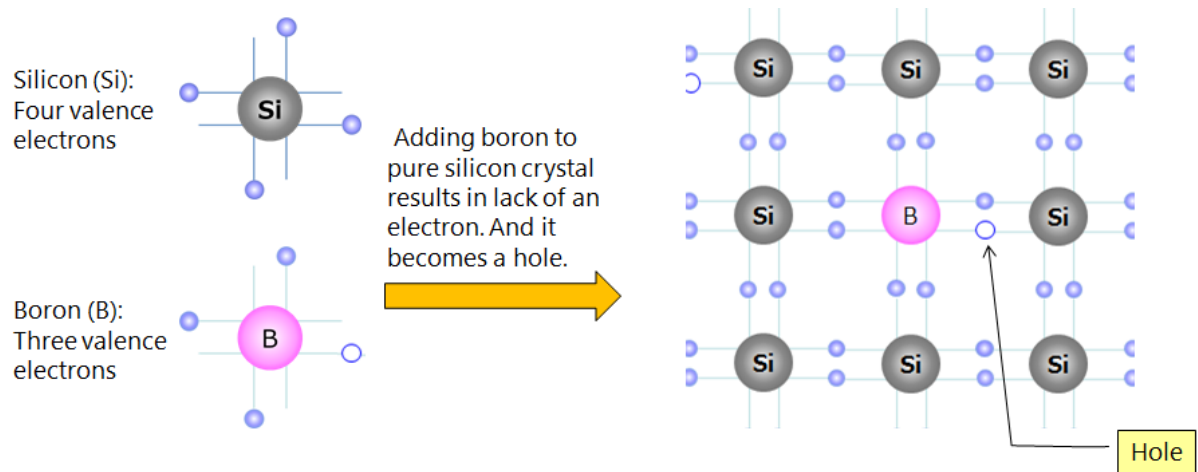 Silicon (Si):
Four valence
electrons
Si
Boron (B):
Three valence
electrons
B
Adding boron to
pure silicon crystal
results in lack of an
electron. And it
becomes a hole.
Si Si Si
Si B Si
Si Si Si
Hole